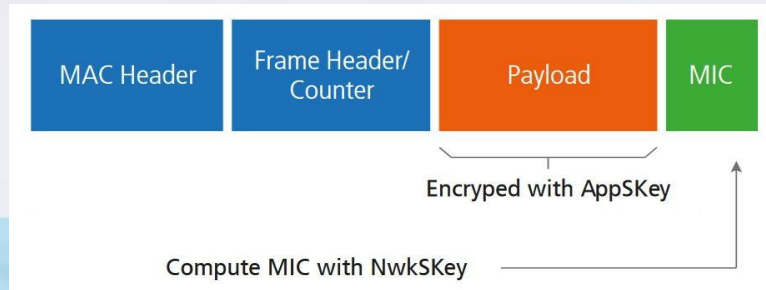 MAC Header
Frame Header/
Counter
Payload
MIC
Encryped with AppSKey
Compute MIC with NwkSKey